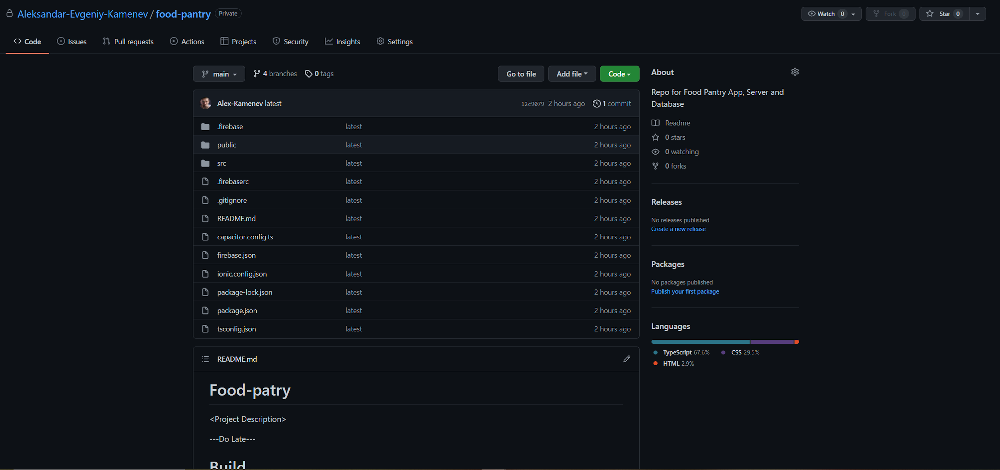 Aleksandar-Evgeniy-Kamenev / food-pantry Private Watch 0 Fork 0 Star 0
Code Issues Pull requests Actions Projects Security Insights Settings
main 4 branches 0 tags Go to file Add file Code
Alex-Kamenev latest 12c9079 2 hours ago 1 commit
.firebase latest 2 hours ago
public latest 2 hours ago
src latest 2 hours ago
.firebaserc latest 2 hours ago
.gitignore latest 2 hours ago
README.md latest 2 hours ago
capacitor.config.ts latest 2 hours ago
firebase.json latest 2 hours ago
ionic.config.json latest 2 hours ago
package-lock.json latest 2 hours ago
package.json latest 2 hours ago
tsconfig.json latest 2 hours ago
README.md
Food-patry
<Project Description>
---Do Late---
Build
About
Repo for Food Pantry App, Server and
Database
Readme
0 stars
0 watching
0 forks
Releases
No releases published
Create a new release
Packages
No packages published
Publish your first package
Languages
TypeScript 67.6% CSS 29.5%
HTML 2.9%